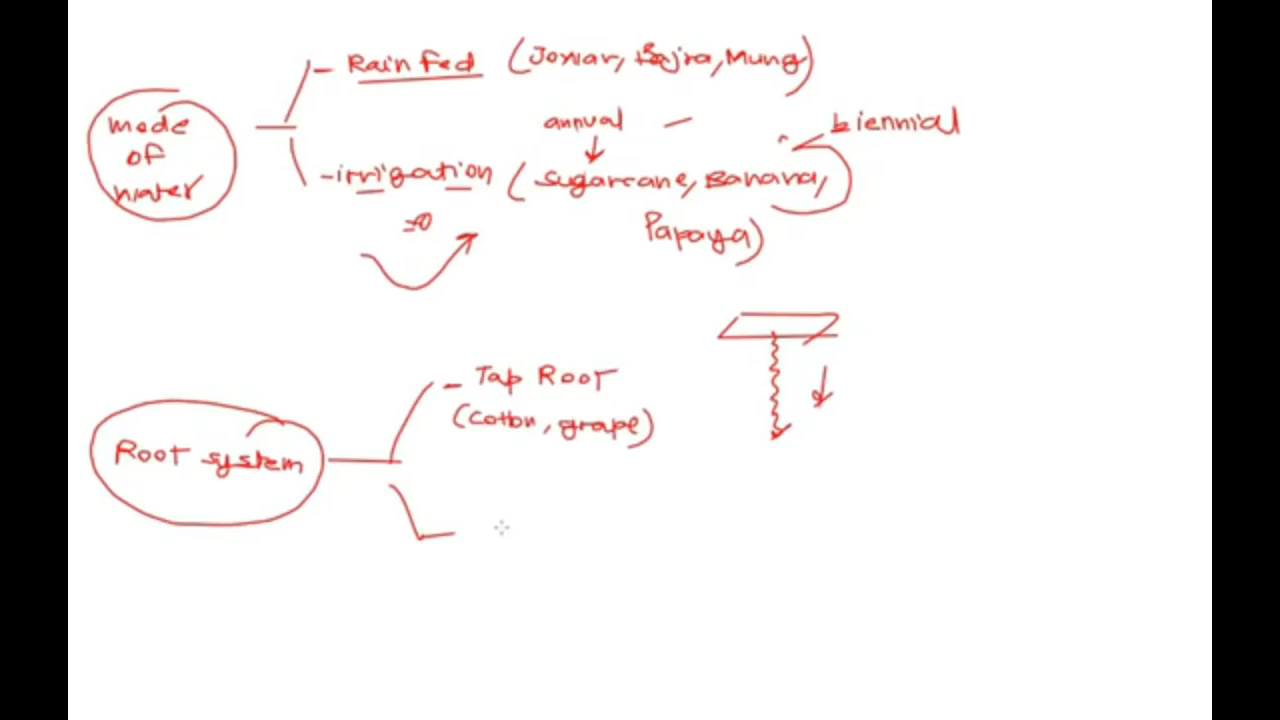 - Rain fed (Jowar, Bajra, Mung)
mode
of
water
annual -
biennial
- irrigation (Sugarcane, Banana,
Papaya)
- Tap Root
(cotton, grape)
Root system